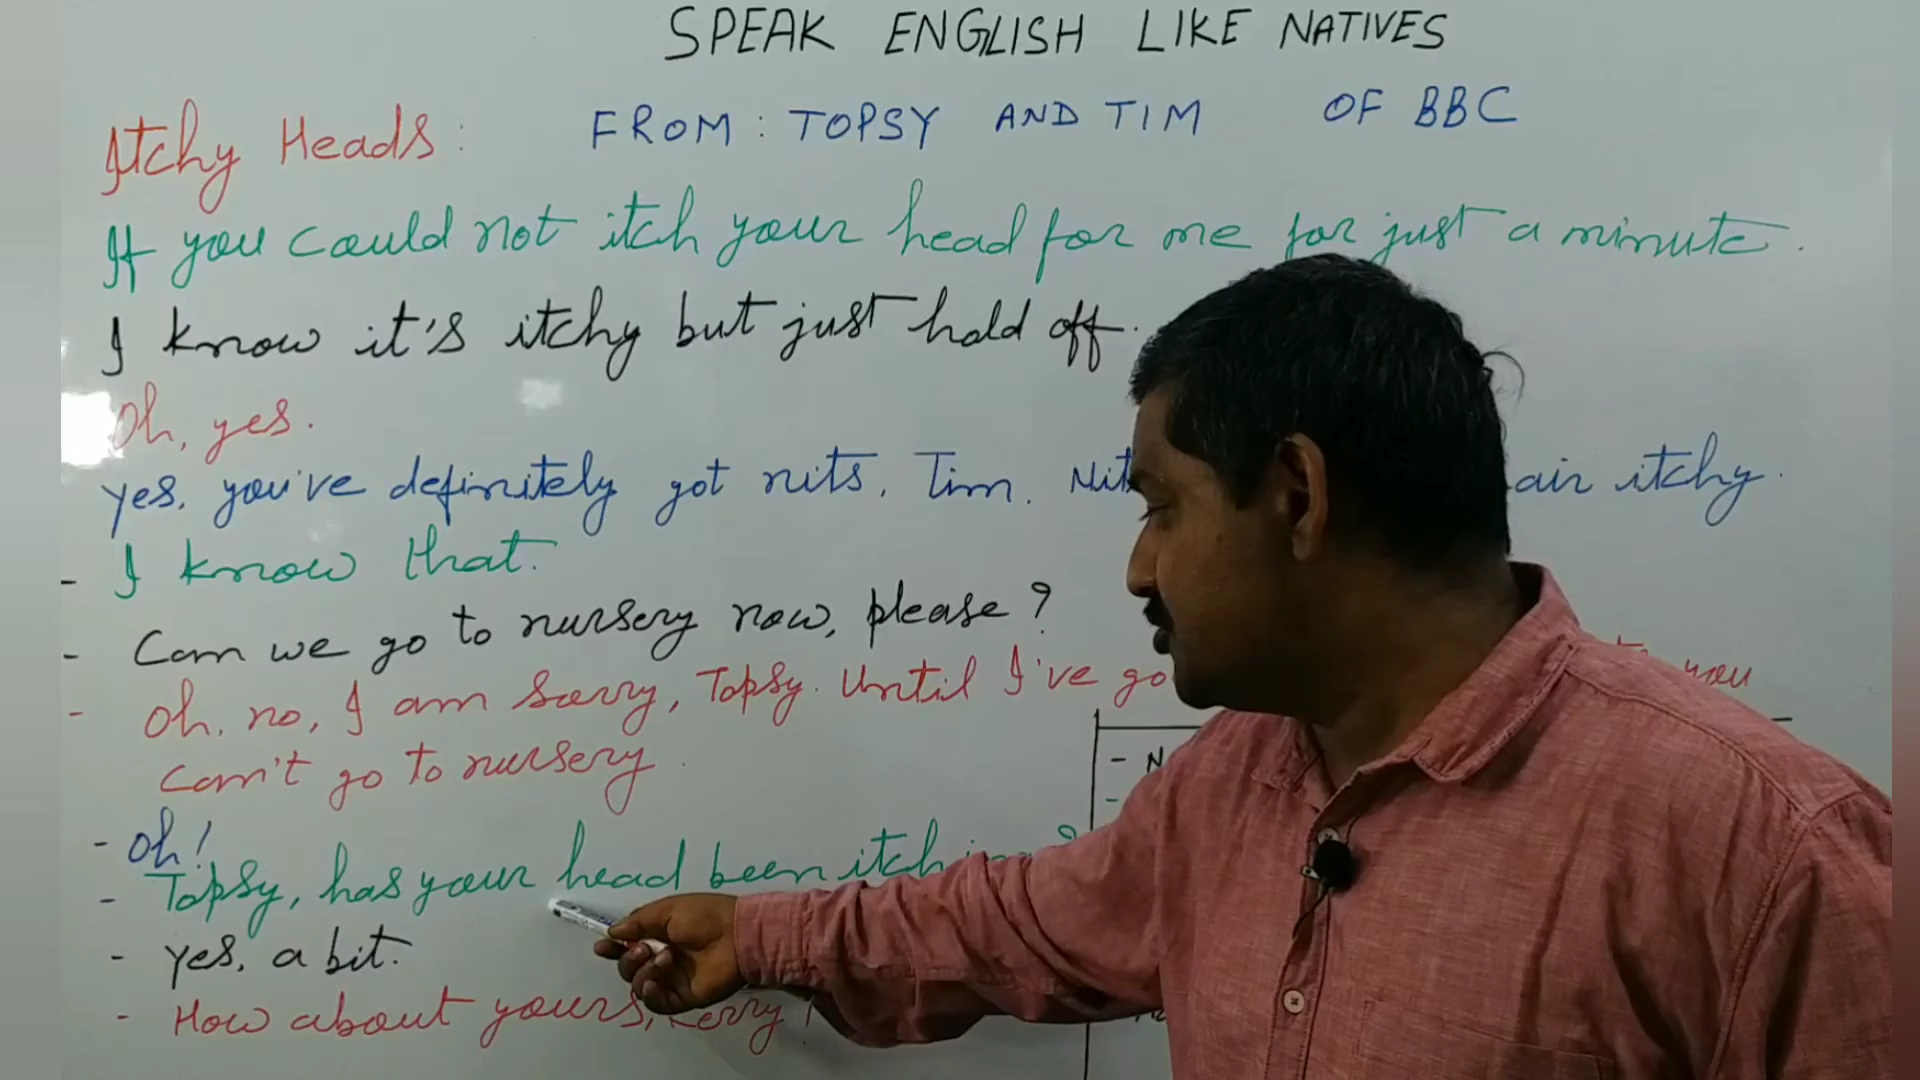 SPEAK ENGLISH LIKE NATIVES
Itchy Heads: FROM: TOPSY AND TIM OF BBC
If you could not itch your head for me for just a minute.
I know it's itchy but just hold off.
Oh, yes.
Yes, you've definitely got nits, Tim. itchy.
- I know that.
- Can we go to nursery now, please?
- Oh, no, I am sorry, Topsy. Until I've you
can't go to nursery.
- Oh!
- Topsy, has your head been
- Yes, a bit.
- How about yours, Kerry